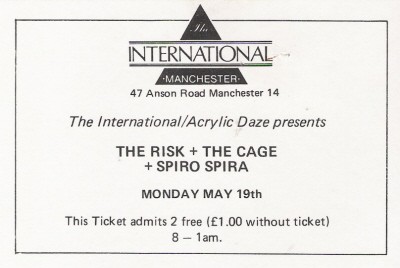 The
INTERNATIONAL
·MANCHESTER·
47 Anson Road Manchester 14
The International/Acrylic Daze presents
THE RISK + THE CAGE
+ SPIRO SPIRA
MONDAY MAY 19th
This Ticket admits 2 free (£1.00 without ticket)
8 – 1am.